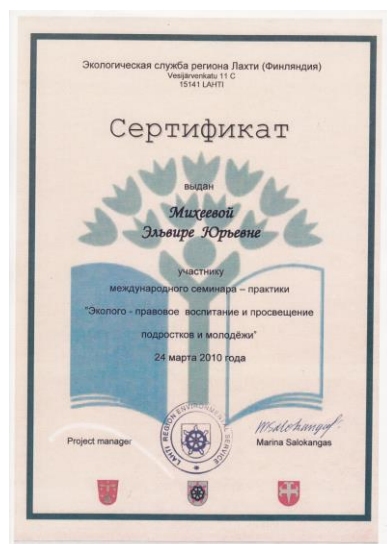 Экологическая служба региона Лахти (Финляндия)
Vesijärvenkatu 11 C
15141 LAHTI
Сертификат
выдан
Михеевой
Эльвире Юрьевне
участнику
международного семинара – практики
"Эколого - правовое воспитание и просвещение
подростков и молодёжи"
24 марта 2010 года
LAHTI REGION ENVIRONMENTAL SERVICE
MSalokangas
Project manager
Marina Salokangas